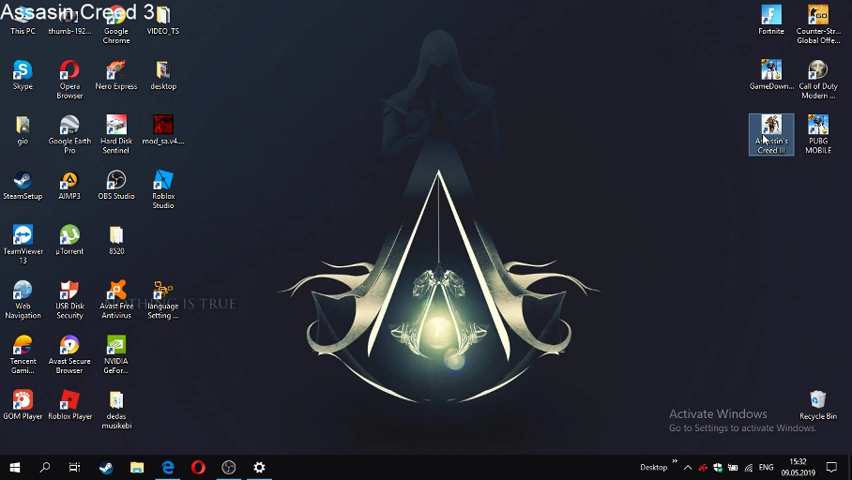 Assasin Creed 3
This PC
thumb-192...
Google
Chrome
VIDEO_TS
Fortnite
Counter-Str...
Global Offe...
Skype
Opera
Browser
Nero Express
desktop
GameDown...
Call of Duty
Modern ...
gio
Google Earth
Pro
Hard Disk
Sentinel
mod_sa.v4....
Assassin's
Creed III
PUBG
MOBILE
SteamSetup
AIMP3
OBS Studio
Roblox
Studio
TeamViewer
13
µTorrent
8520
Web
Navigation
USB Disk
Security
Avast Free
Antivirus
language
Setting ...
IS TRUE
Tencent
Gami...
Avast Secure
Browser
NVIDIA
GeFor...
GOM Player
Roblox Player
dedas
musikebi
Recycle Bin
Activate Windows
Go to Settings to activate Windows.
Desktop
ENG
15:32
09.05.2019